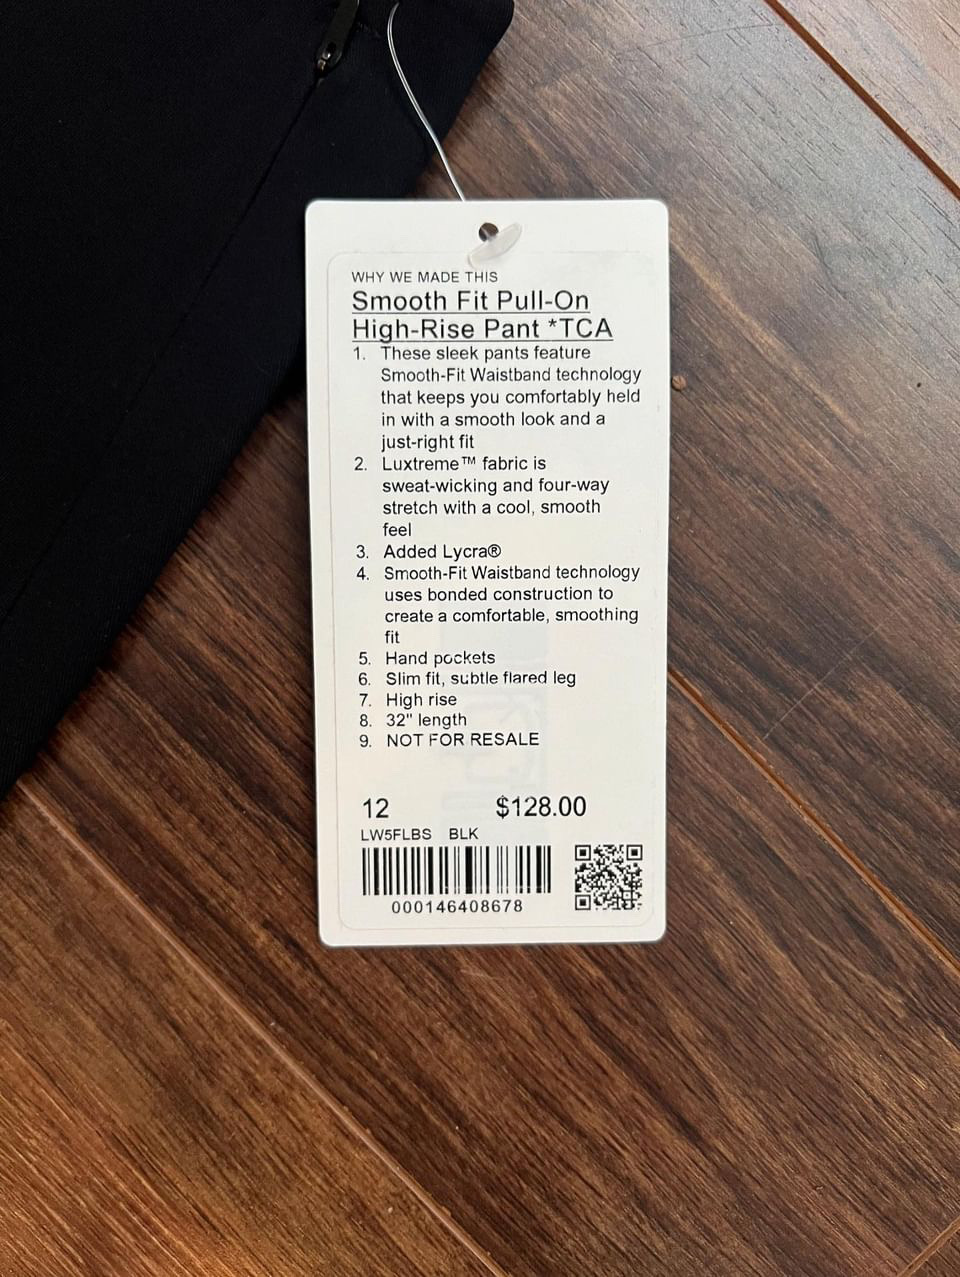 WHY WE MADE THIS
Smooth Fit Pull-On
High-Rise Pant *TCA
1. These sleek pants feature
Smooth-Fit Waistband technology
that keeps you comfortably held
in with a smooth look and a
just-right fit
2. Luxtreme™ fabric is
sweat-wicking and four-way
stretch with a cool, smooth
feel
3. Added Lycra®
4. Smooth-Fit Waistband technology
uses bonded construction to
create a comfortable, smoothing
fit
5. Hand pockets
6. Slim fit, subtle flared leg
7. High rise
8. 32" length
9. NOT FOR RESALE
12 $128.00
LW5FLBS BLK
000146408678